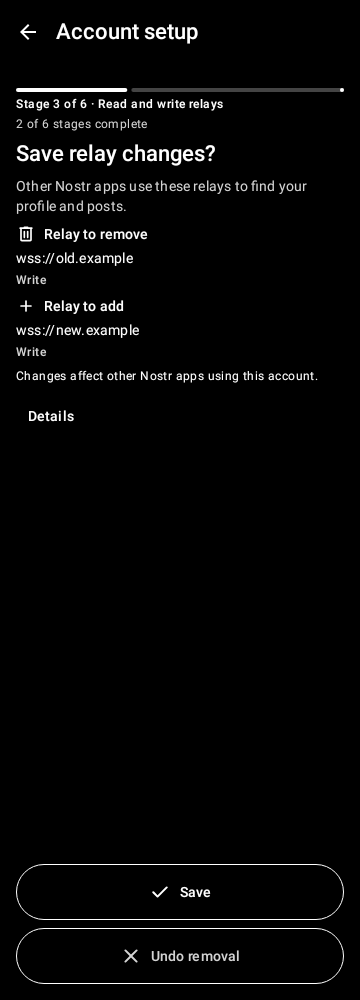 Account setup
Stage 3 of 6 · Read and write relays
2 of 6 stages complete
Save relay changes?
Other Nostr apps use these relays to find your
profile and posts.
Relay to remove
wss://old.example
Write
Relay to add
wss://new.example
Write
Changes affect other Nostr apps using this account.
Details
Save
Undo removal